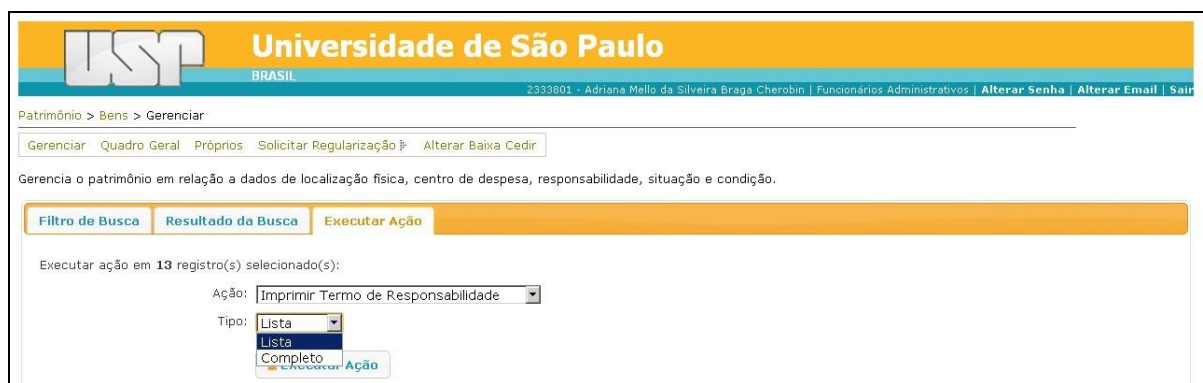 USP
Universidade de São Paulo
BRASIL
2333801 - Adriana Mello da Silveira Braga Cherobin | Funcionários Administrativos | Alterar Senha | Alterar Email | Sair
Patrimônio > Bens > Gerenciar
Gerenciar Quadro Geral Próprios Solicitar Regularização Alterar Baixa Cedir
Gerencia o patrimônio em relação a dados de localização física, centro de despesa, responsabilidade, situação e condição.
Filtro de Busca Resultado da Busca Executar Ação
Executar ação em 13 registro(s) selecionado(s):
Ação: Imprimir Termo de Responsabilidade
Tipo: Lista
Lista
Completo
Executar Ação